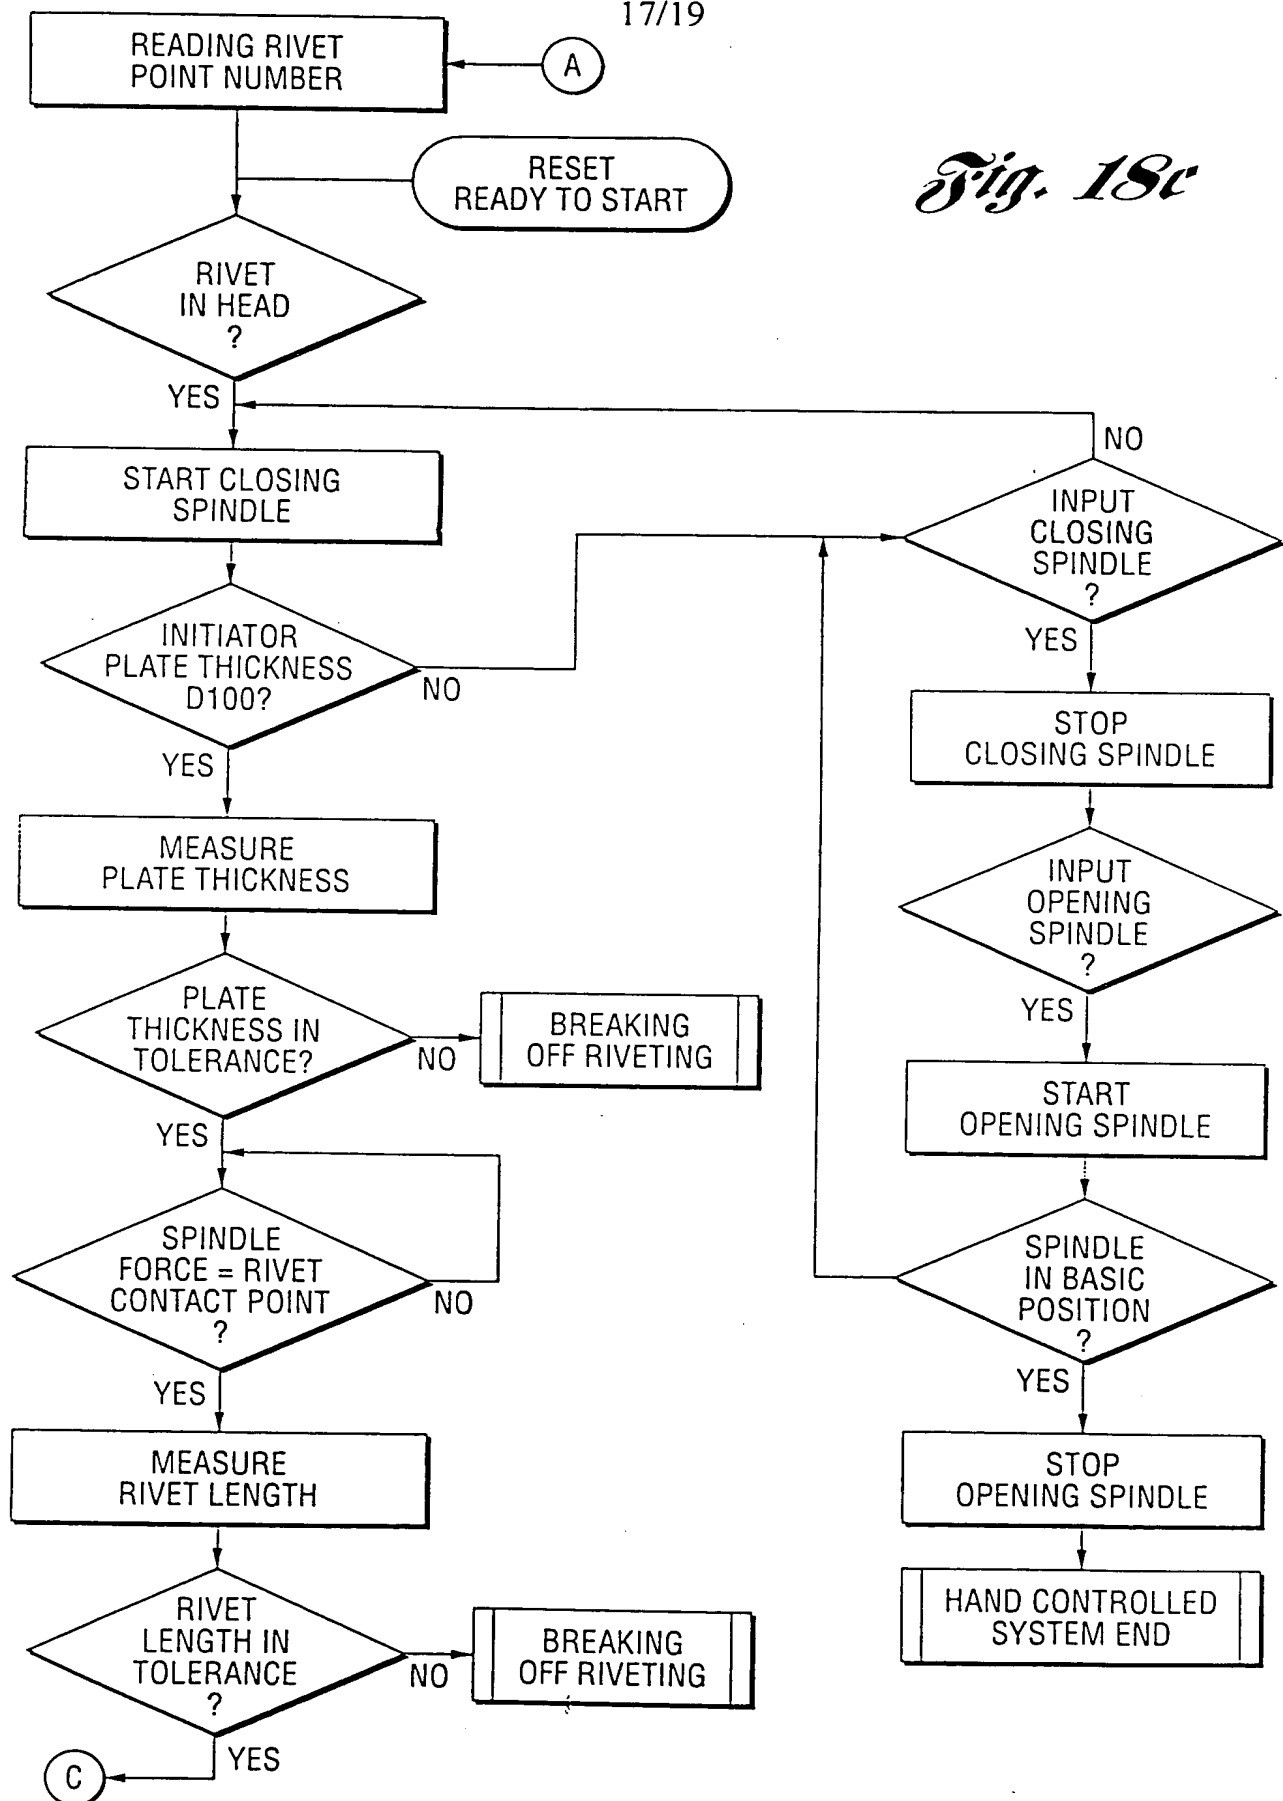 17/19
READING RIVET
POINT NUMBER
A
RESET
READY TO START
Fig. 18c
RIVET
IN HEAD
?
YES
START CLOSING
SPINDLE
INITIATOR
PLATE THICKNESS
D100?
NO
YES
MEASURE
PLATE THICKNESS
PLATE
THICKNESS IN
TOLERANCE?
NO
BREAKING
OFF RIVETING
YES
SPINDLE
FORCE = RIVET
CONTACT POINT
?
NO
YES
MEASURE
RIVET LENGTH
RIVET
LENGTH IN
TOLERANCE
?
NO
BREAKING
OFF RIVETING
YES
C
NO
INPUT
CLOSING
SPINDLE
?
YES
STOP
CLOSING SPINDLE
INPUT
OPENING
SPINDLE
?
YES
START
OPENING SPINDLE
SPINDLE
IN BASIC
POSITION
?
YES
STOP
OPENING SPINDLE
HAND CONTROLLED
SYSTEM END